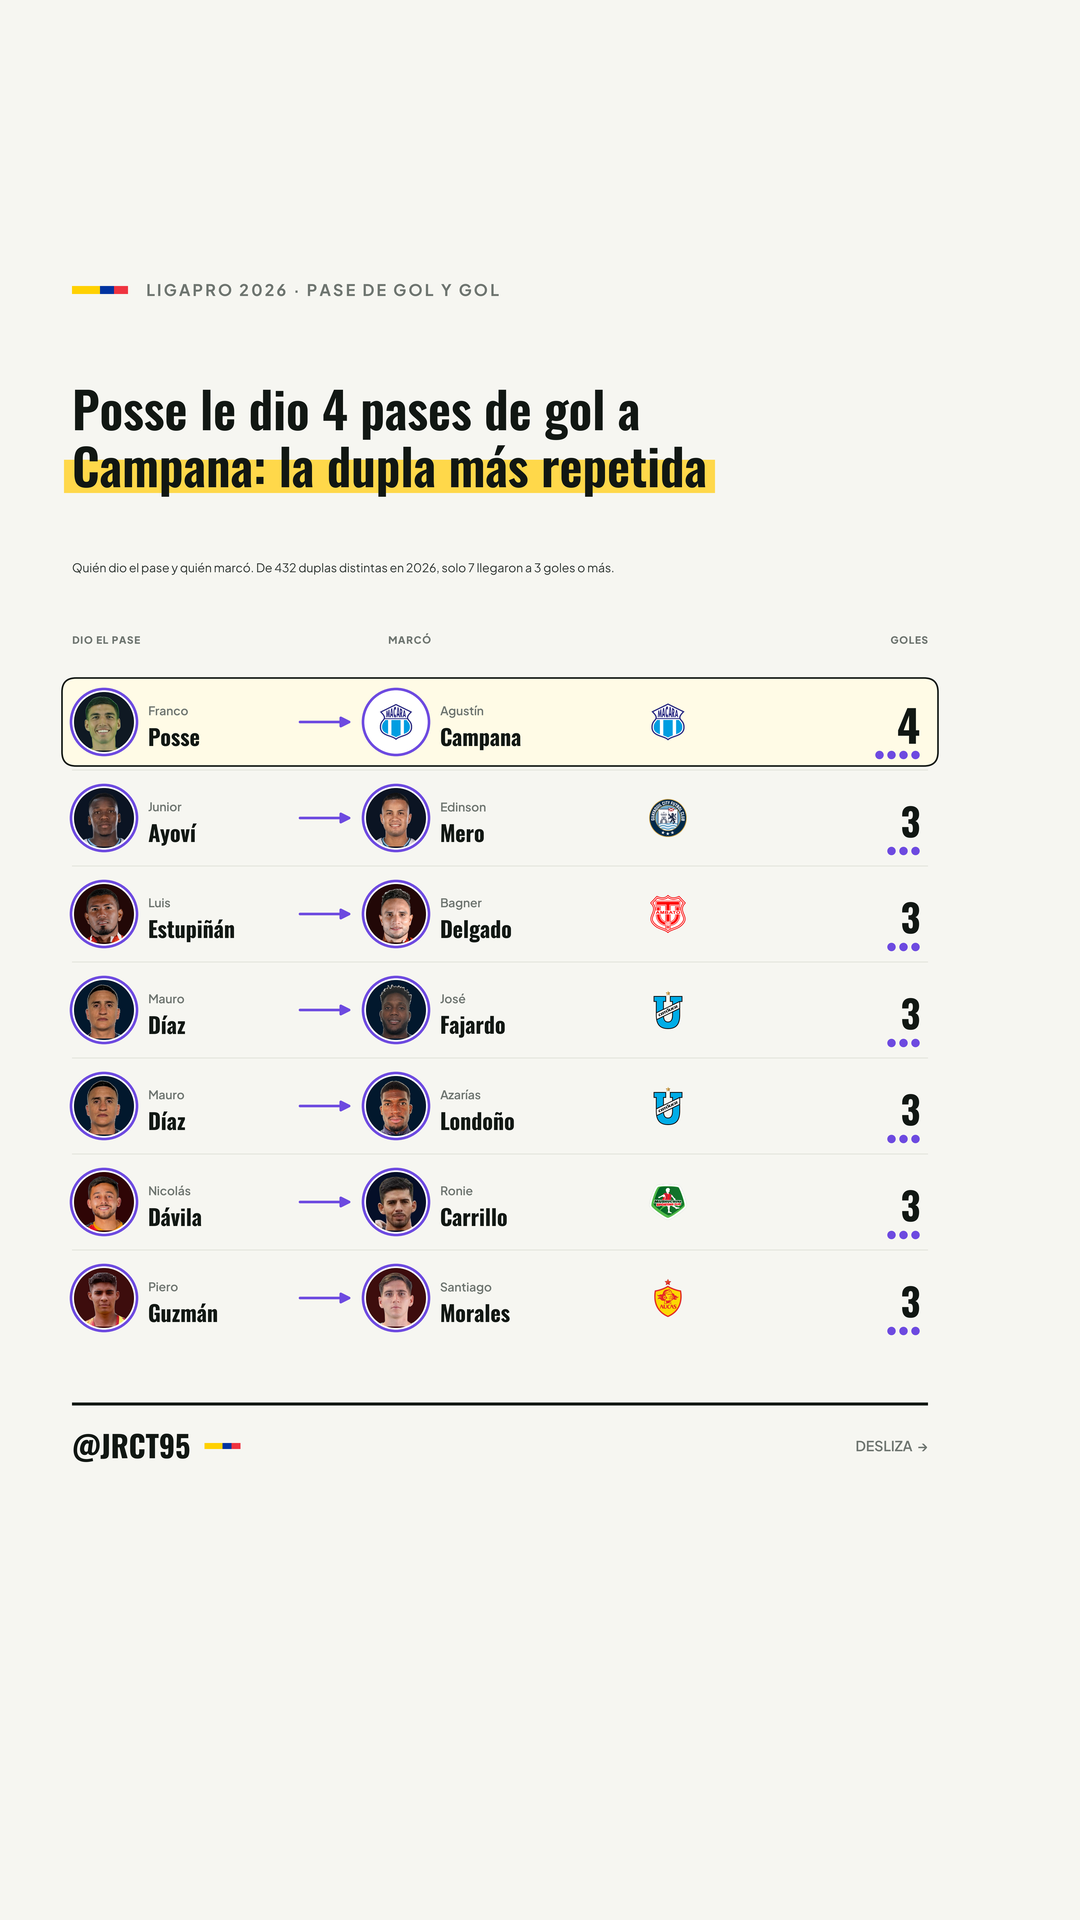 LIGAPRO 2026 · PASE DE GOL Y GOL
Posse le dio 4 pases de gol a
Campana: la dupla más repetida
Quién dio el pase y quién marcó. De 432 duplas distintas en 2026, solo 7 llegaron a 3 goles o más.
DIO EL PASE MARCÓ GOLES
Franco Agustín
Posse → MACARÁ Campana MACARÁ 4
Junior Edinson
Ayoví → Mero 3
Luis Bagner
Estupiñán → Delgado AMBATO 3
Mauro José
Díaz → Fajardo 3
Mauro Azarías
Díaz → Londoño 3
Nicolás Ronie
Dávila → Carrillo 3
Piero Santiago
Guzmán → Morales AUCAS 3
@JRCT95 DESLIZA →